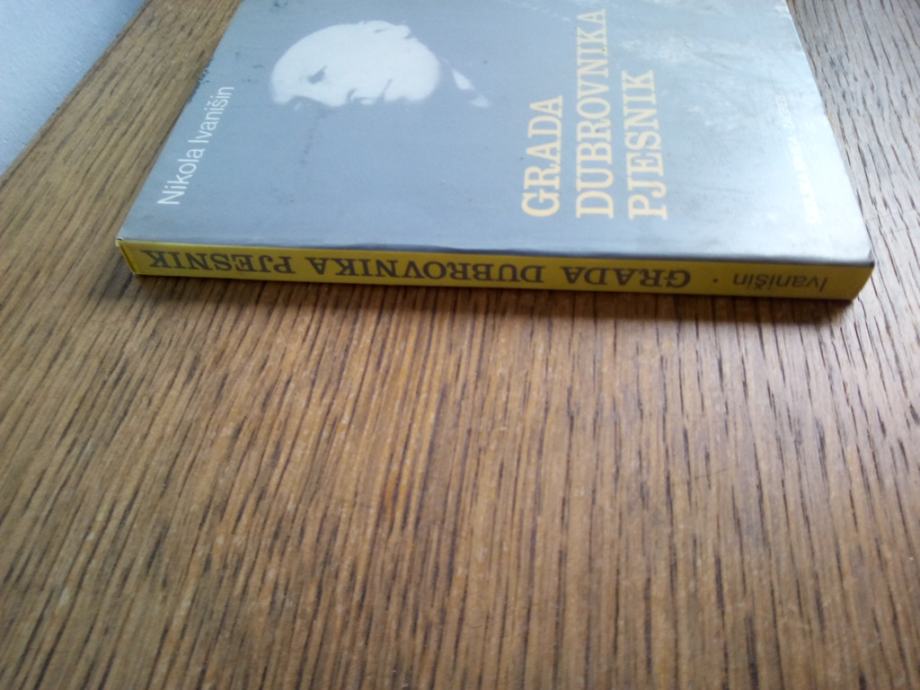 Nikola Ivanišin
GRADA
DUBROVNIKA
PJESNIK
Ivanišin · GRADA DUBROVNIKA PJESNIK